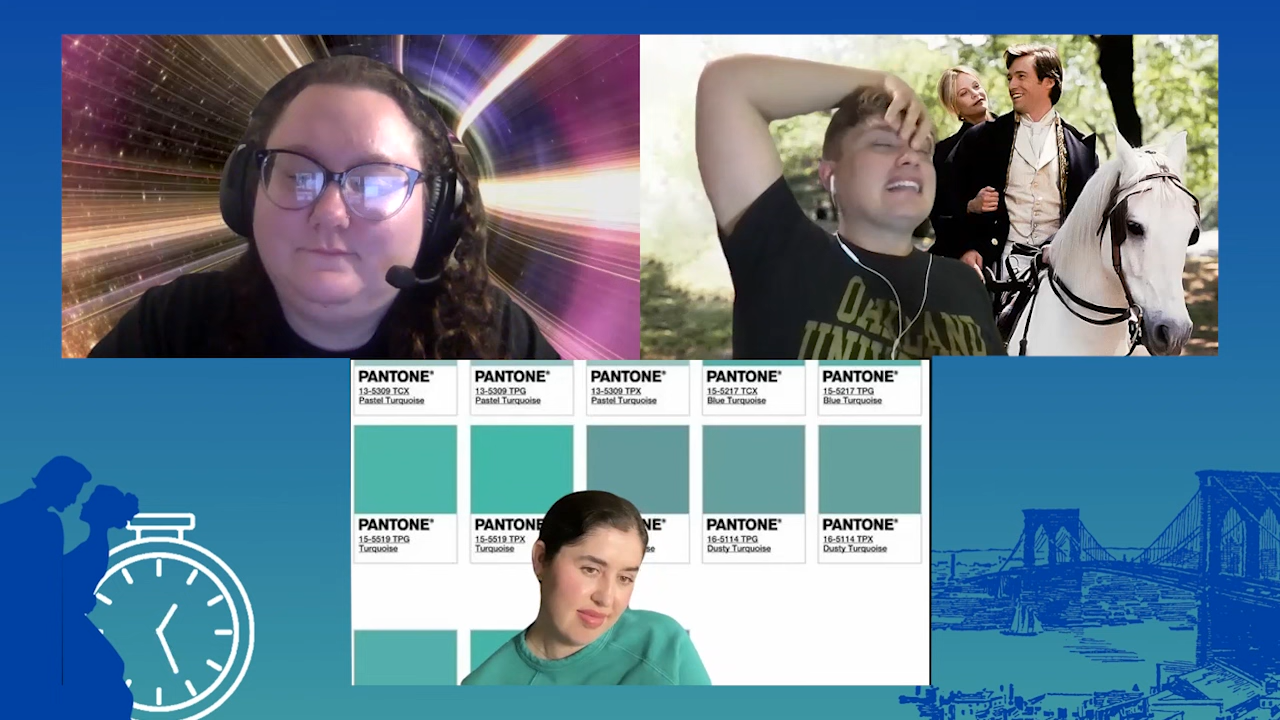 OAKLAND
UNIV
PANTONE®
13-5309 TCX
Pastel Turquoise
PANTONE®
13-5309 TPG
Pastel Turquoise
PANTONE®
13-5309 TPX
Pastel Turquoise
PANTONE®
15-5217 TCX
Blue Turquoise
PANTONE®
15-5217 TPG
Blue Turquoise
PANTONE®
15-5519 TPG
Turquoise
PANTONE®
15-5519 TPX
Turquoise
PANTONE®
16-5114 TPG
Dusty Turquoise
PANTONE®
16-5114 TPX
Dusty Turquoise